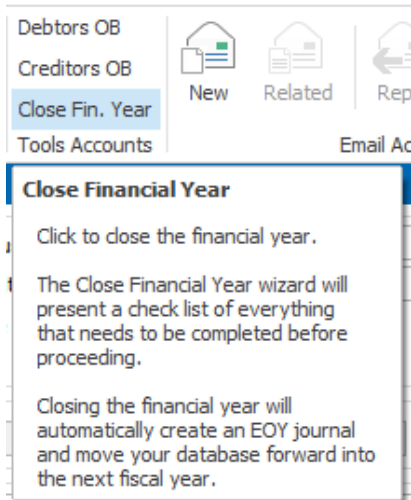 Debtors OB
Creditors OB
Close Fin. Year
Tools Accounts
New
Related
Rep
Email Ac
Close Financial Year
Click to close the financial year.
The Close Financial Year wizard will
present a check list of everything
that needs to be completed before
proceeding.
Closing the financial year will
automatically create an EOY journal
and move your database forward into
the next fiscal year.